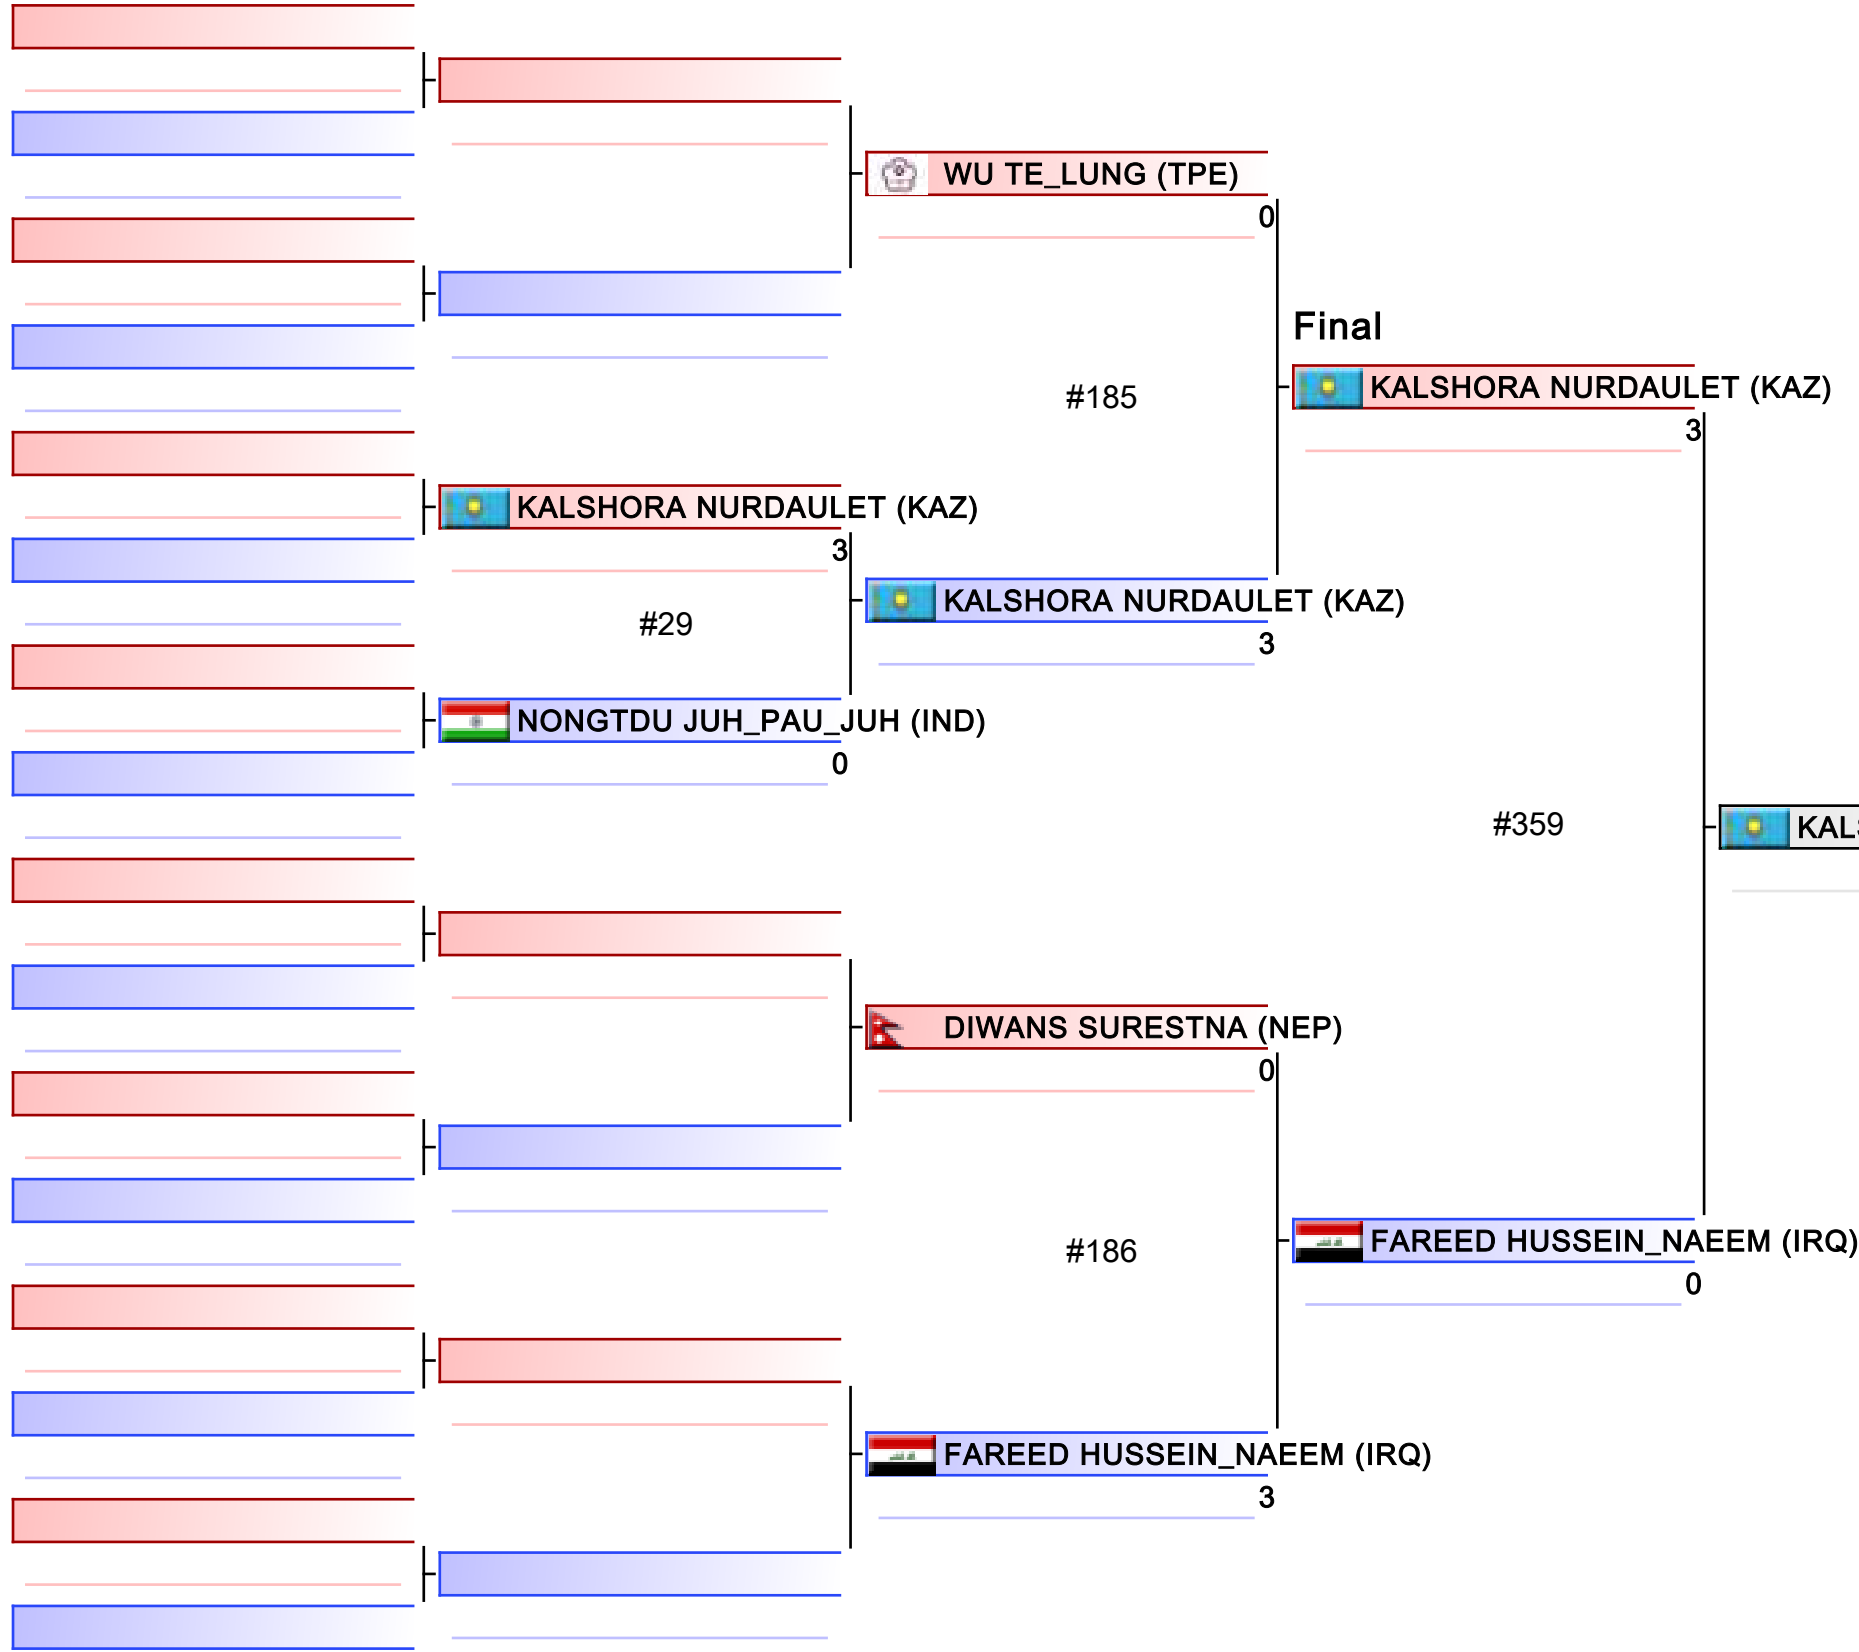 WU TE_LUNG (TPE)
0
Final
#185
KALSHORA NURDAULET (KAZ)
3
KALSHORA NURDAULET (KAZ)
3
#29
KALSHORA NURDAULET (KAZ)
3
NONGTDU JUH_PAU_JUH (IND)
0
#359
KALS
DIWANS SURESTNA (NEP)
0
#186
FAREED HUSSEIN_NAEEM (IRQ)
0
FAREED HUSSEIN_NAEEM (IRQ)
3